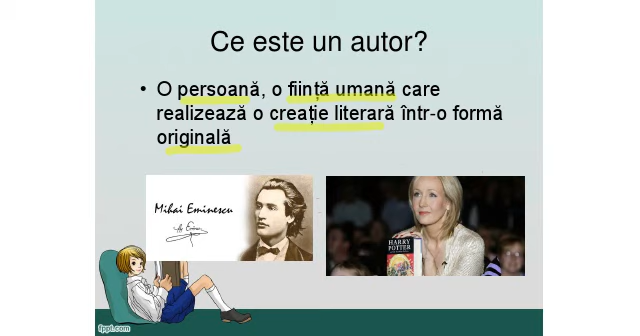 Ce este un autor?
• O persoană, o ființă umană care
realizează o creație literară într-o formă
originală
Mihai Eminescu
HARRY
POTTER
fppt.com